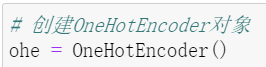 # 创建OneHotEncoder对象
ohe = OneHotEncoder()